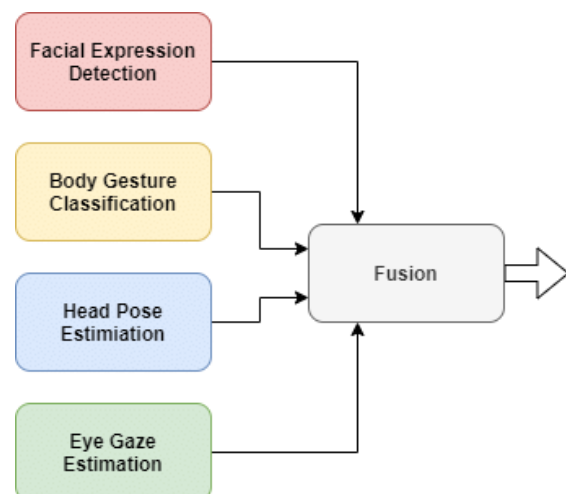 Facial Expression
Detection
Body Gesture
Classification
Fusion
Head Pose
Estimiation
Eye Gaze
Estimation